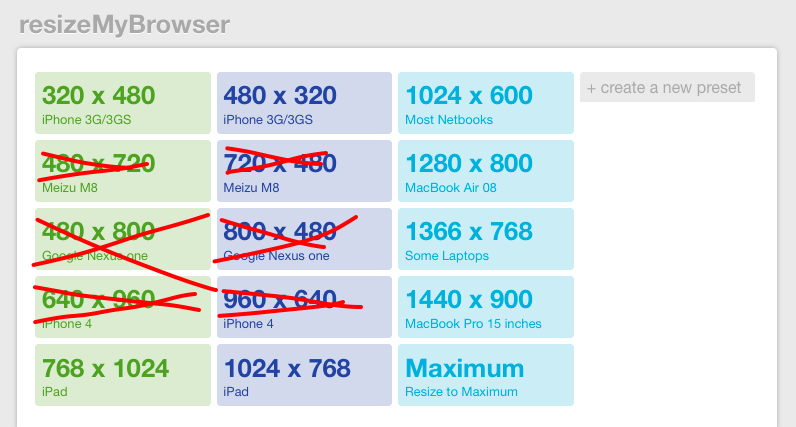 resizeMyBrowser
320 x 480
iPhone 3G/3GS
480 x 320
iPhone 3G/3GS
1024 x 600
Most Netbooks
+ create a new preset
480 x 720
Meizu M8
720 x 480
Meizu M8
1280 x 800
MacBook Air 08
480 x 800
Google Nexus one
800 x 480
Google Nexus one
1366 x 768
Some Laptops
640 x 960
iPhone 4
960 x 640
iPhone 4
1440 x 900
MacBook Pro 15 inches
768 x 1024
iPad
1024 x 768
iPad
Maximum
Resize to Maximum